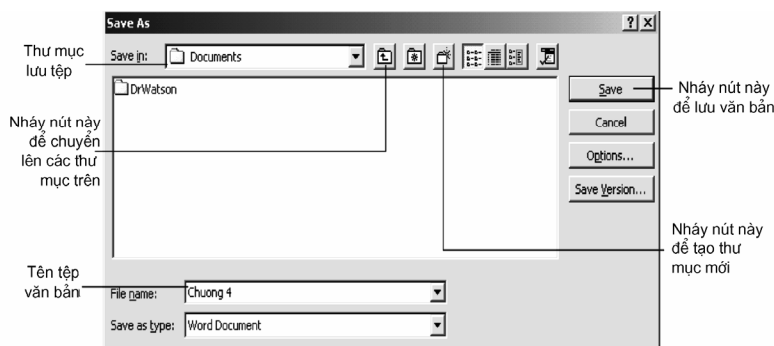 Save As
Thư mục
lưu tệp
Save in:
Documents
DrWatson
Nháy nút này
để chuyển
lên các thư
mục trên
Save
Cancel
Options...
Save Version...
Nháy nút này
để lưu văn bản
Nháy nút này
để tạo thư
mục mới
Tên tệp
văn bản
File name:
Chuong 4
Save as type:
Word Document